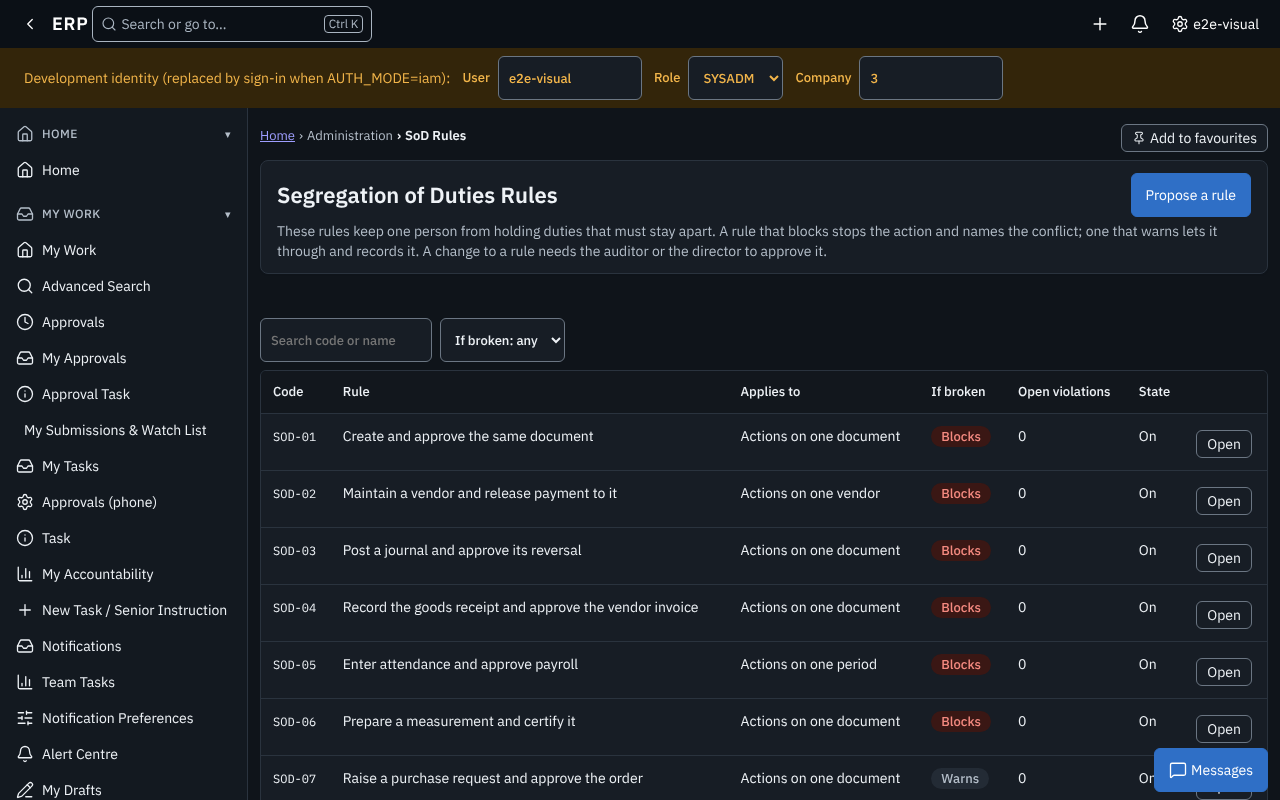 ERP
Search or go to...
Ctrl K
e2e-visual
Development identity (replaced by sign-in when AUTH_MODE=iam):
User
e2e-visual
Role
SYSADM
Company
3
HOME
Home
MY WORK
My Work
Advanced Search
Approvals
My Approvals
Approval Task
My Submissions & Watch List
My Tasks
Approvals (phone)
Task
My Accountability
New Task / Senior Instruction
Notifications
Team Tasks
Notification Preferences
Alert Centre
My Drafts
Home › Administration › SoD Rules
Add to favourites
Segregation of Duties Rules
Propose a rule
These rules keep one person from holding duties that must stay apart. A rule that blocks stops the action and names the conflict; one that warns lets it
through and records it. A change to a rule needs the auditor or the director to approve it.
Search code or name
If broken: any
Code Rule Applies to If broken Open violations State
SOD-01 Create and approve the same document Actions on one document Blocks 0 On Open
SOD-02 Maintain a vendor and release payment to it Actions on one vendor Blocks 0 On Open
SOD-03 Post a journal and approve its reversal Actions on one document Blocks 0 On Open
SOD-04 Record the goods receipt and approve the vendor invoice Actions on one document Blocks 0 On Open
SOD-05 Enter attendance and approve payroll Actions on one period Blocks 0 On Open
SOD-06 Prepare a measurement and certify it Actions on one document Blocks 0 On Open
SOD-07 Raise a purchase request and approve the order Actions on one document Warns 0
Messages